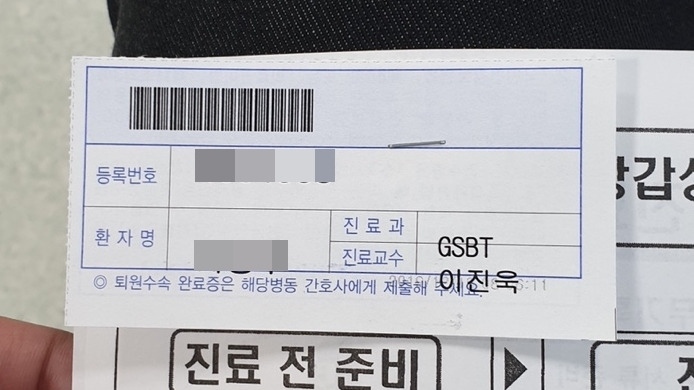 등록번호
환 자 명
진 료 과
GSBT
진료교수
이진욱
◎ 퇴원수속 완료증은 해당병동 간호사에게 제출해 주세요.
갑상
진료 전 준비